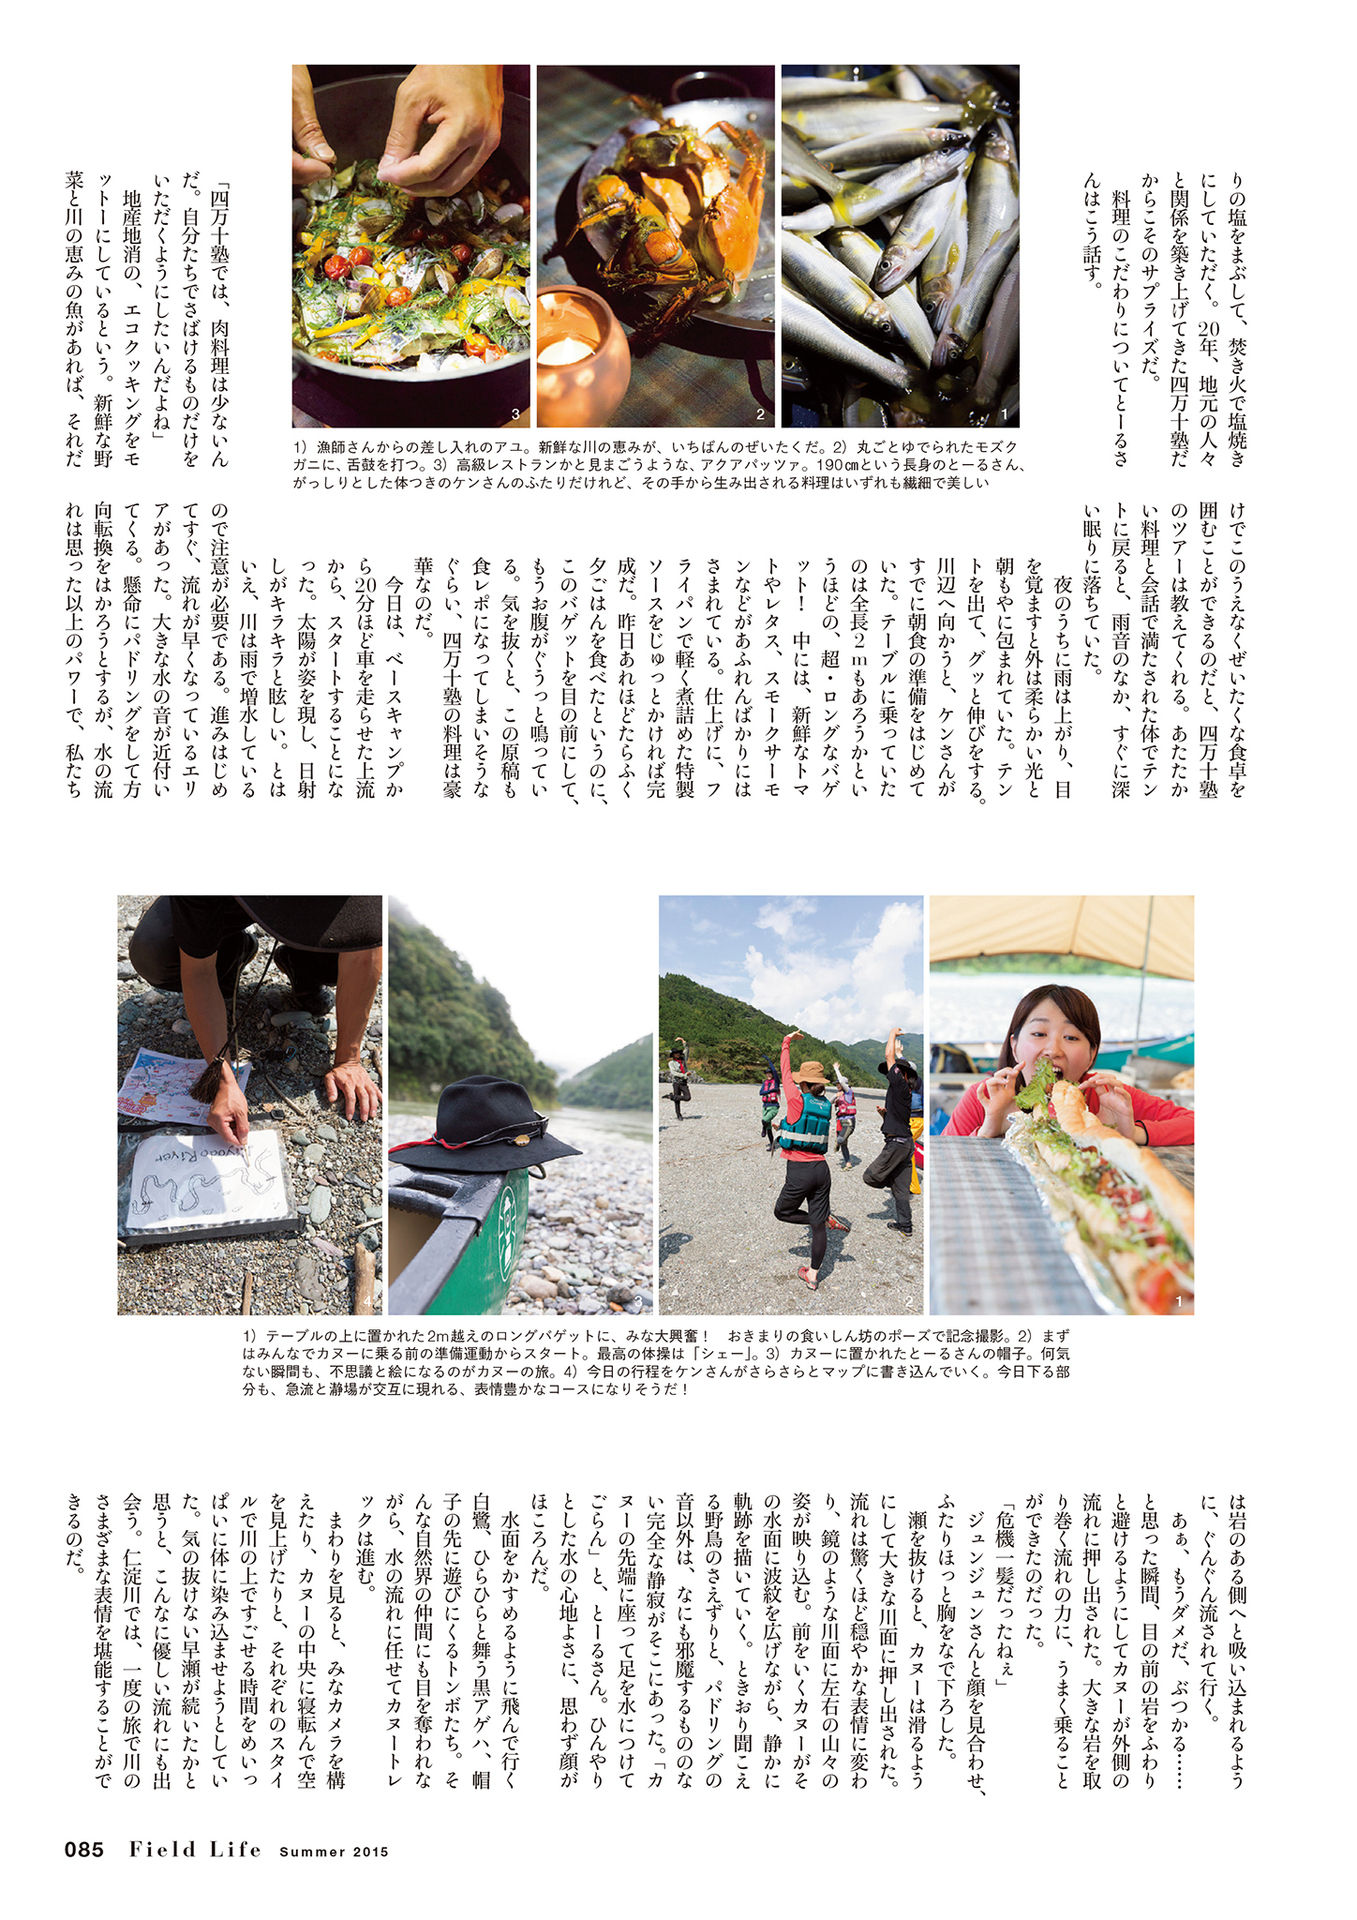 りの塩をまぶして、焚き火で塩焼き
にしていただく。20年、地元の人々
と関係を築き上げてきた四万十塾だ
からこそのサプライズだ。
料理のこだわりについてとーるさ
んはこう話す。
「四万十塾では、肉料理は少ないん
だ。自分たちでさばけるものだけを
いただくようにしたいんだよね」
地産地消の、エコクッキングをモ
ットーにしているという。新鮮な野
菜と川の恵みの魚があれば、それだ
3
2
1
1）漁師さんからの差し入れのアユ。新鮮な川の恵みが、いちばんのぜいたくだ。2）丸ごとゆでられたモズク
ガニに、舌鼓を打つ。3）高級レストランかと見まごうような、アクアパッツァ。190㎝という長身のとーるさん、
がっしりとした体つきのケンさんのふたりだけれど、その手から生み出される料理はいずれも繊細で美しい
けでこのうえなくぜいたくな食卓を
囲むことができるのだと、四万十塾
のツアーは教えてくれる。あたたか
い料理と会話で満たされた体でテン
トに戻ると、雨音のなか、すぐに深
い眠りに落ちていた。
夜のうちに雨は上がり、目
を覚ますと外は柔らかい光と
朝もやに包まれていた。テン
トを出て、グッと伸びをする。
川辺へ向かうと、ケンさんが
すでに朝食の準備をはじめて
いた。テーブルに乗っていた
のは全長2mもあろうかとい
うほどの、超・ロングなバゲ
ット！　中には、新鮮なトマ
トやレタス、スモークサーモ
ンなどがあふれんばかりには
さまれている。仕上げに、フ
ライパンで軽く煮詰めた特製
ソースをじゅっとかければ完
成だ。昨日あれほどたらふく
夕ごはんを食べたというのに、
このバゲットを目の前にして、
もうお腹がぐうっと鳴ってい
る。気を抜くと、この原稿も
食レポになってしまいそうな
ぐらい、四万十塾の料理は豪
華なのだ。
今日は、ベースキャンプか
ら20分ほど車を走らせた上流
から、スタートすることにな
った。太陽が姿を現し、日射
しがキラキラと眩しい。とは
いえ、川は雨で増水している
ので注意が必要である。進みはじめ
てすぐ、流れが早くなっているエリ
アがあった。大きな水の音が近付い
てくる。懸命にパドリングをして方
向転換をはかろうとするが、水の流
れは思った以上のパワーで、私たち
4
3
2
1
1）テーブルの上に置かれた2m越えのロングバゲットに、みな大興奮！　おきまりの食いしん坊のポーズで記念撮影。2）まず
はみんなでカヌーに乗る前の準備運動からスタート。最高の体操は「シェー」。3）カヌーに置かれたとーるさんの帽子。何気
ない瞬間も、不思議と絵になるのがカヌーの旅。4）今日の行程をケンさんがさらさらとマップに書き込んでいく。今日下る部
分も、急流と瀞場が交互に現れる、表情豊かなコースになりそうだ！
は岩のある側へと吸い込まれるよう
に、ぐんぐん流されて行く。
あぁ、もうダメだ、ぶつかる……
と思った瞬間、目の前の岩をふわり
と避けるようにしてカヌーが外側の
流れに押し出された。大きな岩を取
り巻く流れの力に、うまく乗ること
ができたのだった。
「危機一髪だったねぇ」
ジュンジュンさんと顔を見合わせ、
ふたりほっと胸をなで下ろした。
瀬を抜けると、カヌーは滑るよう
にして大きな川面に押し出された。
流れは驚くほど穏やかな表情に変わ
り、鏡のような川面に左右の山々の
姿が映り込む。前をいくカヌーがそ
の水面に波紋を広げながら、静かに
軌跡を描いていく。ときおり聞こえ
る野鳥のさえずりと、パドリングの
音以外は、なにも邪魔するもののな
い完全な静寂がそこにあった。「カ
ヌーの先端に座って足を水につけて
ごらん」と、とーるさん。ひんやり
とした水の心地よさに、思わず顔が
ほころんだ。
水面をかすめるように飛んで行く
白鷺、ひらひらと舞う黒アゲハ、帽
子の先に遊びにくるトンボたち。そ
んな自然界の仲間にも目を奪われな
がら、水の流れに任せてカヌートレ
ックは進む。
まわりを見ると、みなカメラを構
えたり、カヌーの中央に寝転んで空
を見上げたりと、それぞれのスタイ
ルで川の上ですごせる時間をめいっ
ぱいに体に染み込ませようとしてい
た。気の抜けない早瀬が続いたかと
思うと、こんなに優しい流れにも出
会う。仁淀川では、一度の旅で川の
さまざまな表情を堪能することがで
きるのだ。
085 Field Life Summer 2015